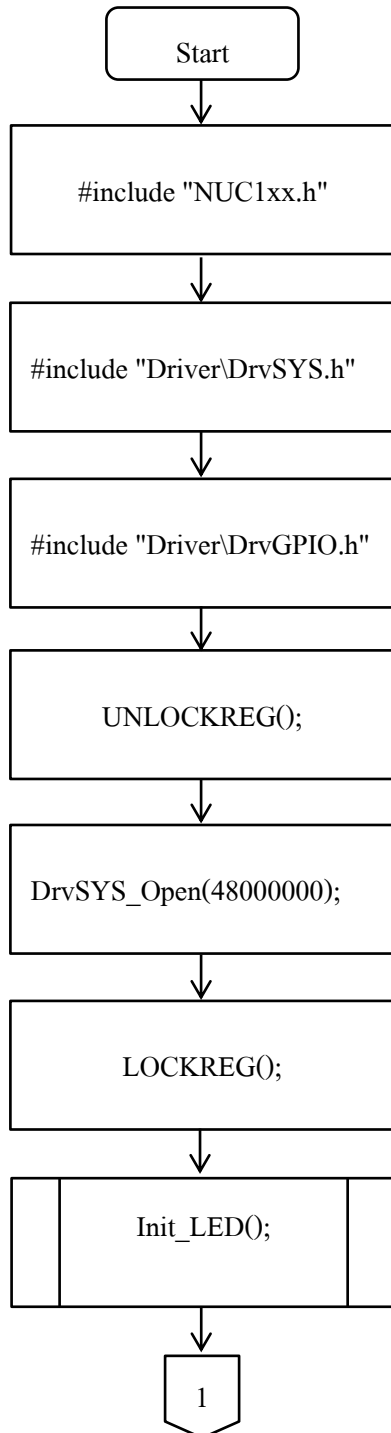 Start
#include "NUC1xx.h"
#include "Driver\DrvSYS.h"
#include "Driver\DrvGPIO.h"
UNLOCKREG();
DrvSYS_Open(48000000);
LOCKREG();
Init_LED();
1